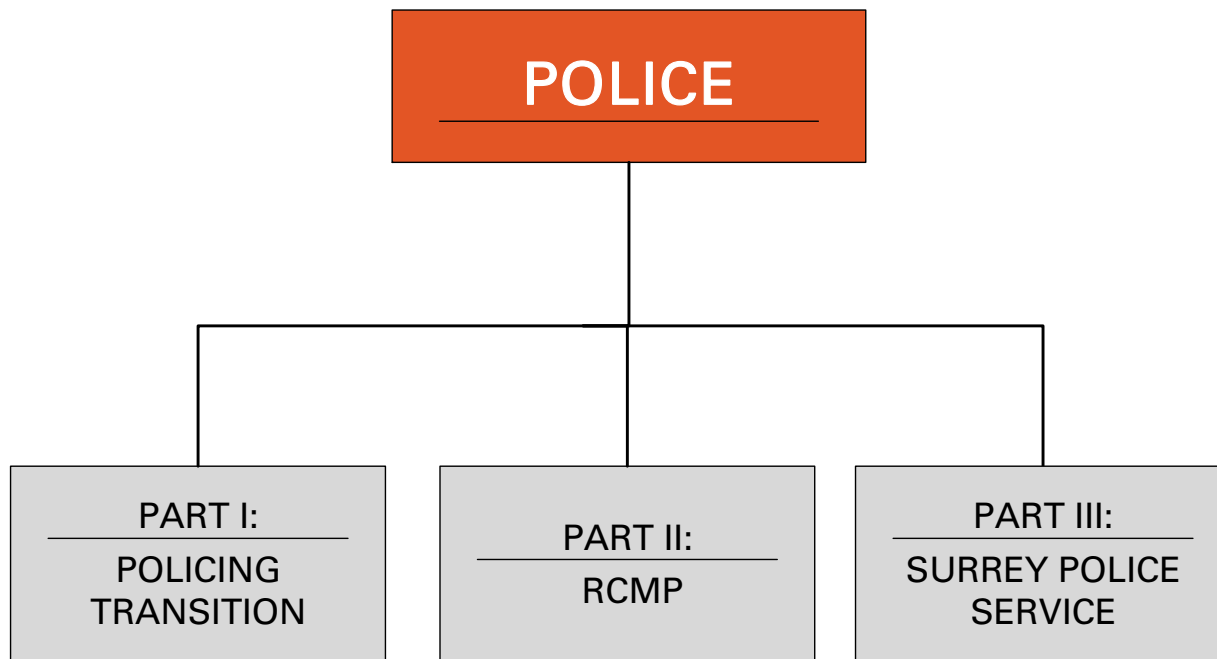 POLICE
PART I:
POLICING
TRANSITION
PART II:
RCMP
PART III:
SURREY POLICE
SERVICE